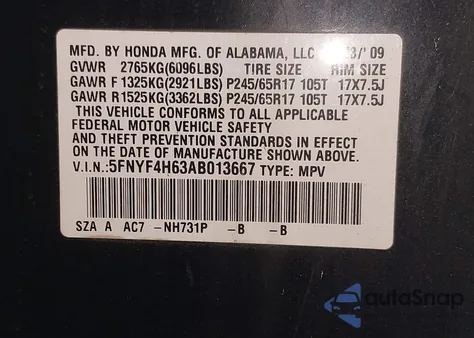 MFD. BY HONDA MFG. OF ALABAMA, LLC /' 09
GVWR 2765KG(6096LBS) TIRE SIZE RIM SIZE
GAWR F 1325KG(2921LBS) P245/65R17 105T 17X7.5J
GAWR R1525KG(3362LBS) P245/65R17 105T 17X7.5J
THIS VEHICLE CONFORMS TO ALL APPLICABLE
FEDERAL MOTOR VEHICLE SAFETY
AND THEFT PREVENTION STANDARDS IN EFFECT
ON THE DATE OF MANUFACTURE SHOWN ABOVE.
V.I.N.:5FNYF4H63AB013667 TYPE: MPV
SZA A AC7 -NH731P -B -B
autoSnap